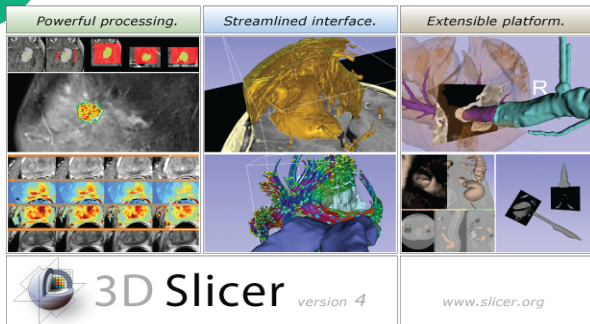 Powerful processing.
Streamlined interface.
Extensible platform.
R
3D Slicer version 4
www.slicer.org